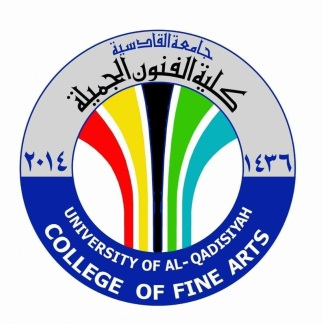 جامعة القادسية
كلية الفنون الجميلة
٢٠١٤
١٤٣٦
UNIVERSITY OF AL-QADISIYAH
COLLEGE OF FINE ARTS